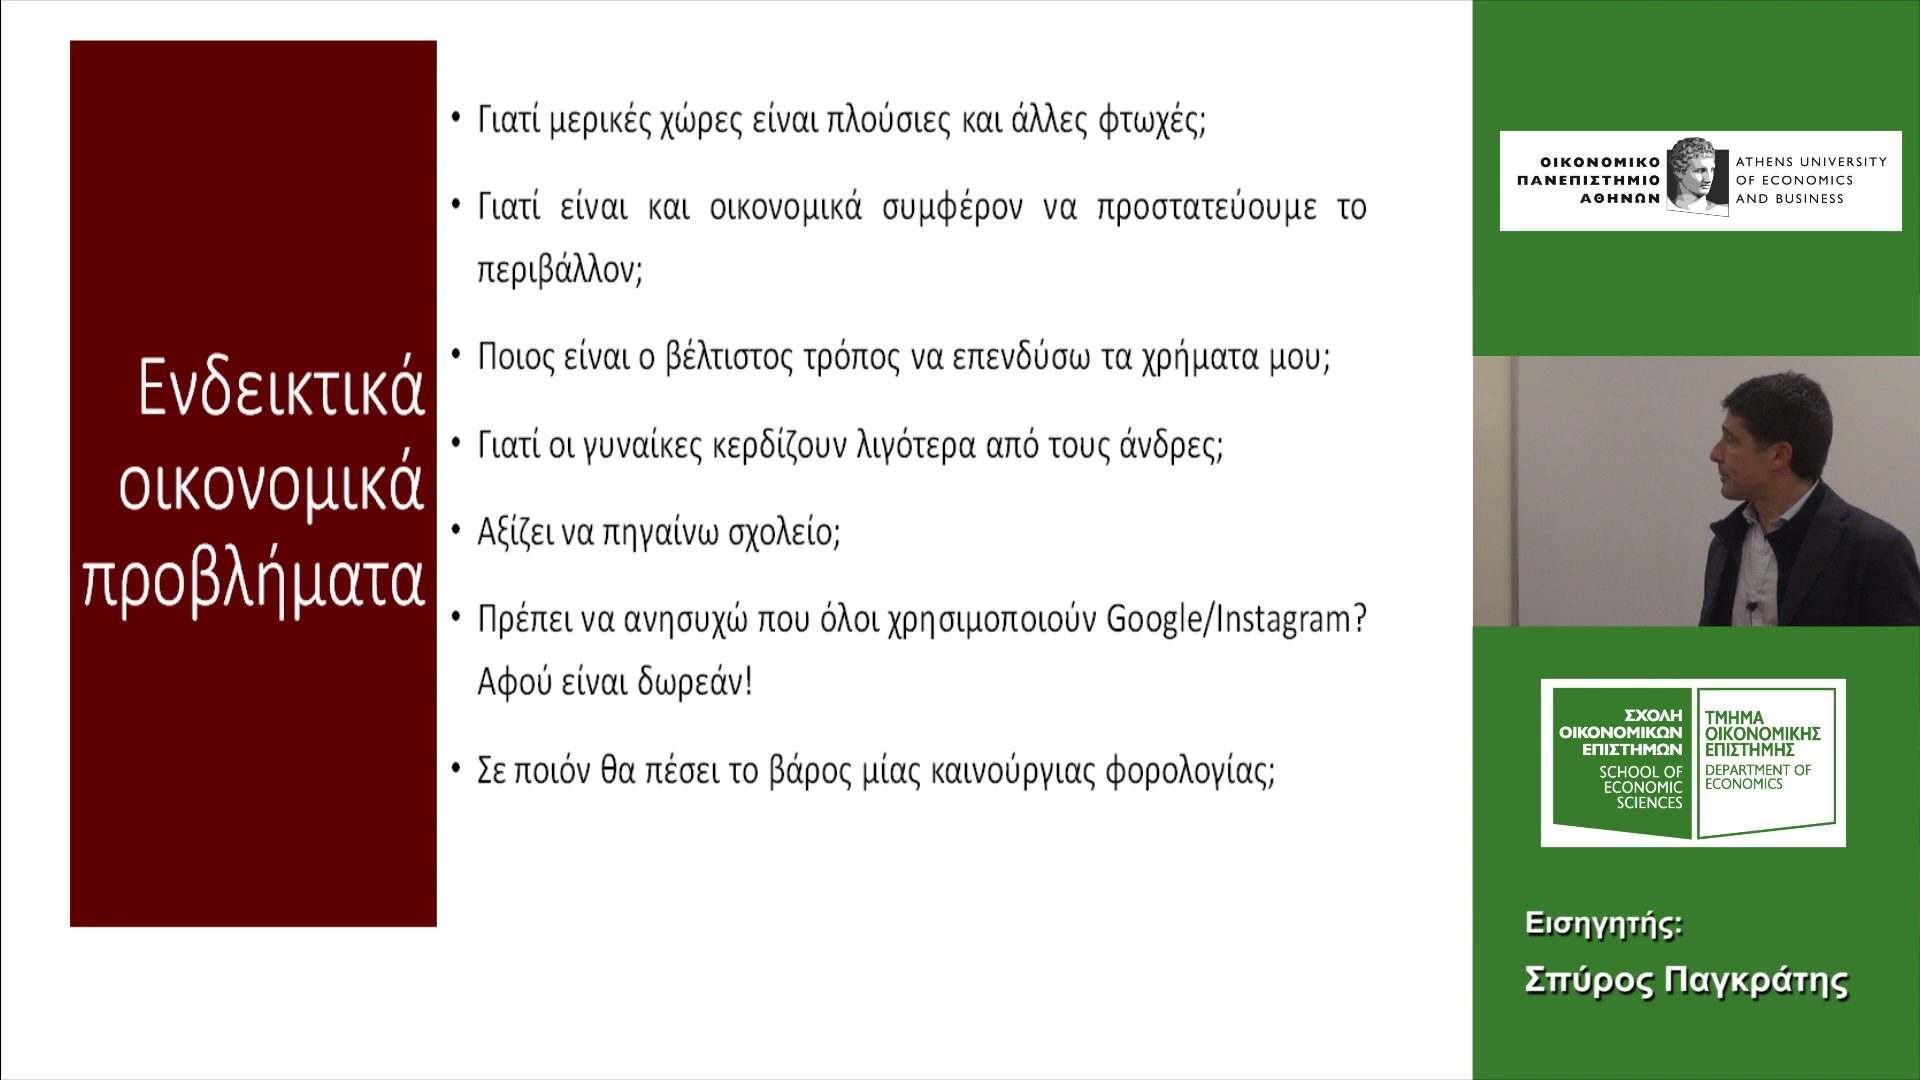 Ενδεικτικά
οικονομικά
προβλήματα
• Γιατί μερικές χώρες είναι πλούσιες και άλλες φτωχές;
• Γιατί είναι και οικονομικά συμφέρον να προστατεύουμε το
περιβάλλον;
• Ποιος είναι ο βέλτιστος τρόπος να επενδύσω τα χρήματα μου;
• Γιατί οι γυναίκες κερδίζουν λιγότερα από τους άνδρες;
• Αξίζει να πηγαίνω σχολείο;
• Πρέπει να ανησυχώ που όλοι χρησιμοποιούν Google/Instagram?
Αφού είναι δωρεάν!
• Σε ποιόν θα πέσει το βάρος μίας καινούργιας φορολογίας;
ΟΙΚΟΝΟΜΙΚΟ
ΠΑΝΕΠΙΣΤΗΜΙΟ
ΑΘΗΝΩΝ
ATHENS UNIVERSITY
OF ECONOMICS
AND BUSINESS
ΣΧΟΛΗ
ΟΙΚΟΝΟΜΙΚΩΝ
ΕΠΙΣΤΗΜΩΝ
SCHOOL OF
ECONOMIC
SCIENCES
ΤΜΗΜΑ
ΟΙΚΟΝΟΜΙΚΗΣ
ΕΠΙΣΤΗΜΗΣ
DEPARTMENT OF
ECONOMICS
Εισηγητής:
Σπύρος Παγκράτης